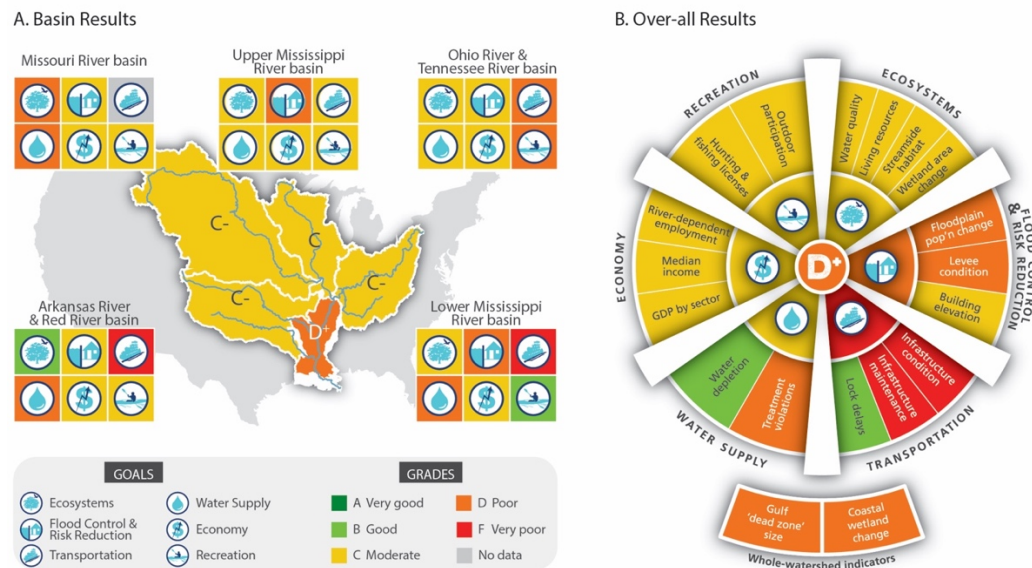 A. Basin Results
Missouri River basin
Upper Mississippi
River basin
Ohio River &
Tennessee River basin
C-
C
C-
C-
D+
Arkansas River
& Red River basin
Lower Mississippi
River basin
GOALS
Ecosystems
Flood Control &
Risk Reduction
Transportation
Water Supply
Economy
Recreation
GRADES
A Very good
B Good
C Moderate
D Poor
F Very poor
No data
B. Over-all Results
RECREATION
Hunting &
fishing licenses
Outdoor
participation
ECOSYSTEMS
Water quality
Living resources
Streamside
habitat
Wetland area
change
FLOOD CONTROL
& RISK REDUCTION
Floodplain
pop'n change
Levee
condition
Building
elevation
TRANSPORTATION
Infrastructure
condition
Infrastructure
maintenance
Lock delays
WATER SUPPLY
Treatment
violations
Water
depletion
ECONOMY
GDP by sector
Median
income
River-dependent
employment
D+
Gulf
'dead zone'
size
Coastal
wetland
change
Whole-watershed indicators